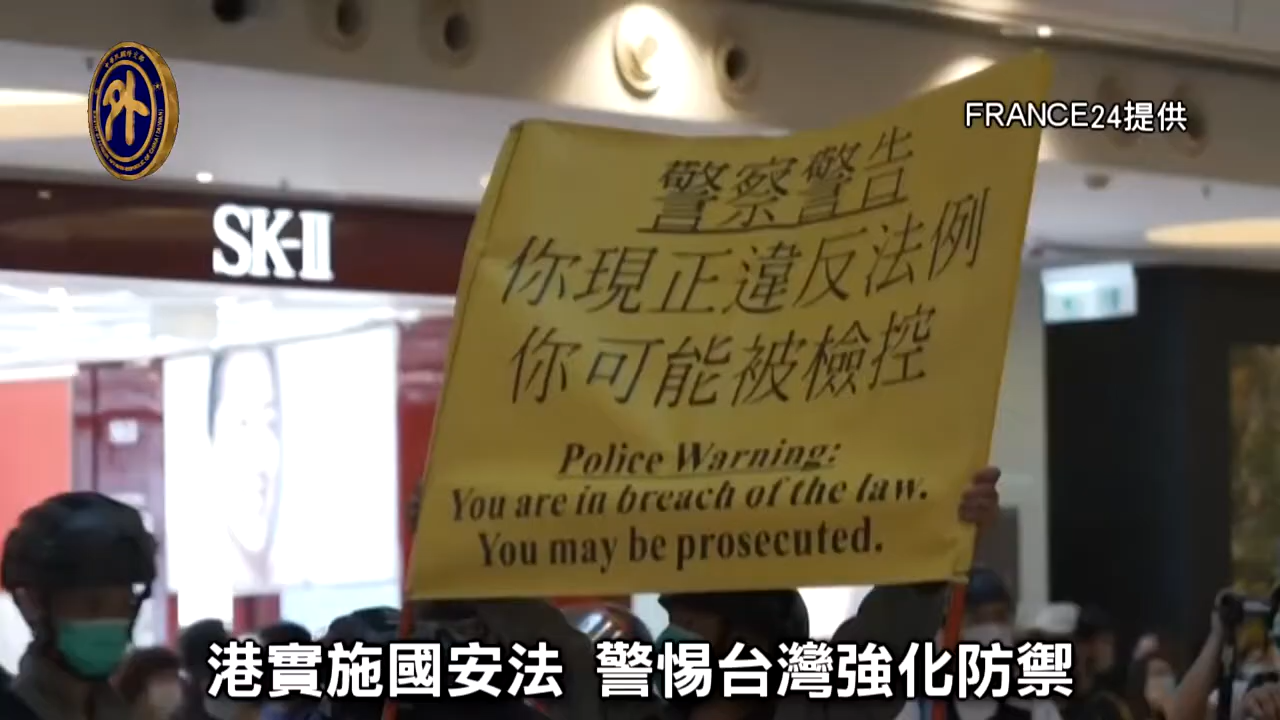 外
FRANCE24提供
SK-II
警察警告
你現正違反法例
你可能被檢控
Police Warning:
You are in breach of the law.
You may be prosecuted.
港實施國安法 警惕台灣強化防禦